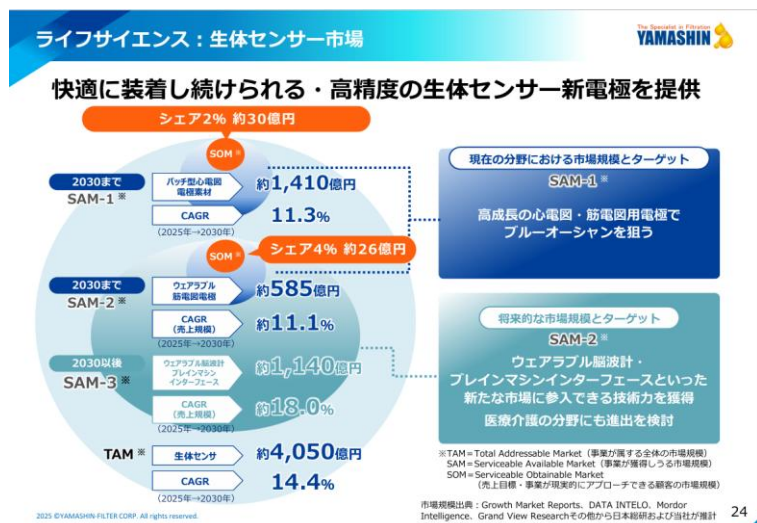 ライフサイエンス：生体センサー市場
The Specialist in Filtration
YAMASHIN
快適に装着し続けられる・高精度の生体センサー新電極を提供
シェア2% 約30億円
SOM※
2030まで
SAM-1※
パッチ型心電図
電極素材
約1,410億円
CAGR
11.3%
(2025年→2030年)
シェア4% 約26億円
SOM※
2030まで
SAM-2※
ウェアラブル
筋電図電極
約585億円
CAGR
(売上規模)
約11.1%
(2025年→2030年)
2030以後
SAM-3※
ウェアラブル脳波計
ブレインマシン
インターフェース
約1,140億円
CAGR
(売上規模)
約18.0%
(2025年→2030年)
TAM※
生体センサ
約4,050億円
CAGR
14.4%
(2025年→2030年)
現在の分野における市場規模とターゲット
SAM-1※
高成長の心電図・筋電図用電極で
ブルーオーシャンを狙う
将来的な市場規模とターゲット
SAM-2※
ウェアラブル脳波計・
ブレインマシンインターフェースといった
新たな市場に参入できる技術力を獲得
医療介護の分野にも進出を検討
※TAM＝Total Addressable Market（事業が属する全体の市場規模）
SAM＝Serviceable Available Market（事業が獲得しうる市場規模）
SOM＝Serviceable Obtainable Market
（売上目標・事業が現実的にアプローチできる顧客の市場規模）
市場規模出典：Growth Market Reports、DATA INTELO、Mordor
Intelligence、Grand View Researchその他から日本総研および当社が推計
2025 ©YAMASHIN-FILTER CORP. All rights reserved.
24